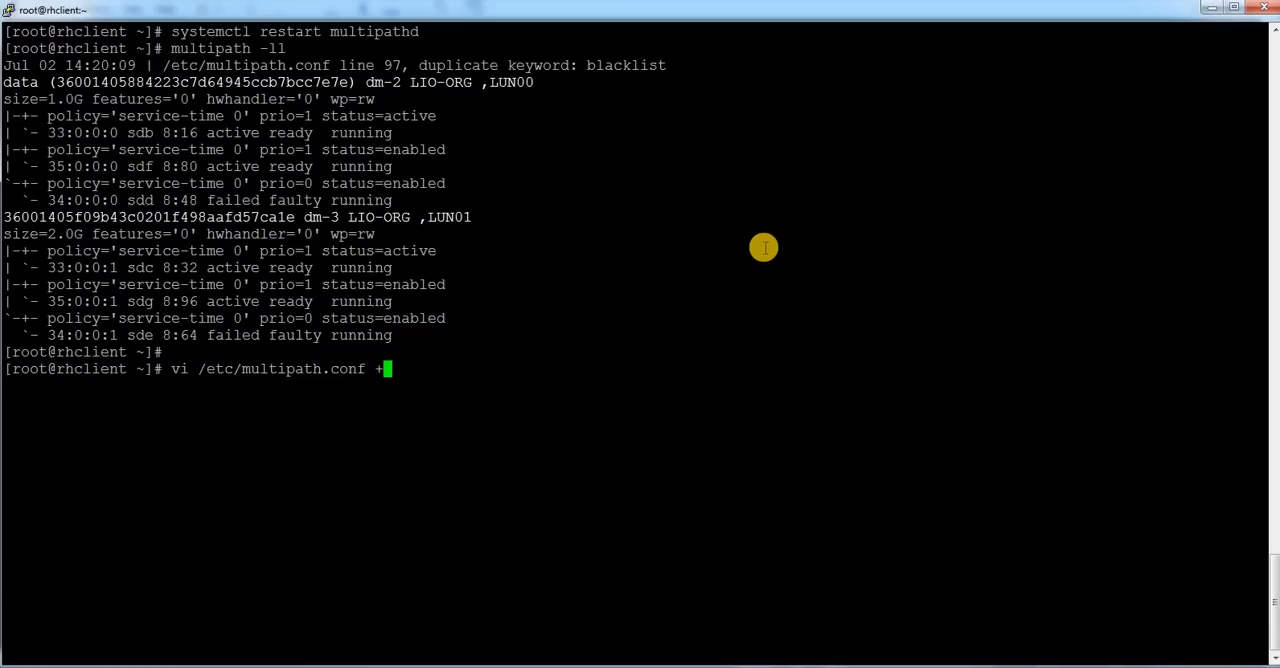 root@rhclient:~
[root@rhclient ~]# systemctl restart multipathd
[root@rhclient ~]# multipath -ll
Jul 02 14:20:09 | /etc/multipath.conf line 97, duplicate keyword: blacklist
data (36001405884223c7d64945ccb7bcc7e7e) dm-2 LIO-ORG ,LUN00
size=1.0G features='0' hwhandler='0' wp=rw
|-+- policy='service-time 0' prio=1 status=active
| `- 33:0:0:0 sdb 8:16 active ready  running
|-+- policy='service-time 0' prio=1 status=enabled
| `- 35:0:0:0 sdf 8:80 active ready  running
`-+- policy='service-time 0' prio=0 status=enabled
  `- 34:0:0:0 sdd 8:48 failed faulty running
36001405f09b43c0201f498aafd57ca1e dm-3 LIO-ORG ,LUN01
size=2.0G features='0' hwhandler='0' wp=rw
|-+- policy='service-time 0' prio=1 status=active
| `- 33:0:0:1 sdc 8:32 active ready  running
|-+- policy='service-time 0' prio=1 status=enabled
| `- 35:0:0:1 sdg 8:96 active ready  running
`-+- policy='service-time 0' prio=0 status=enabled
  `- 34:0:0:1 sde 8:64 failed faulty running
[root@rhclient ~]#
[root@rhclient ~]# vi /etc/multipath.conf +